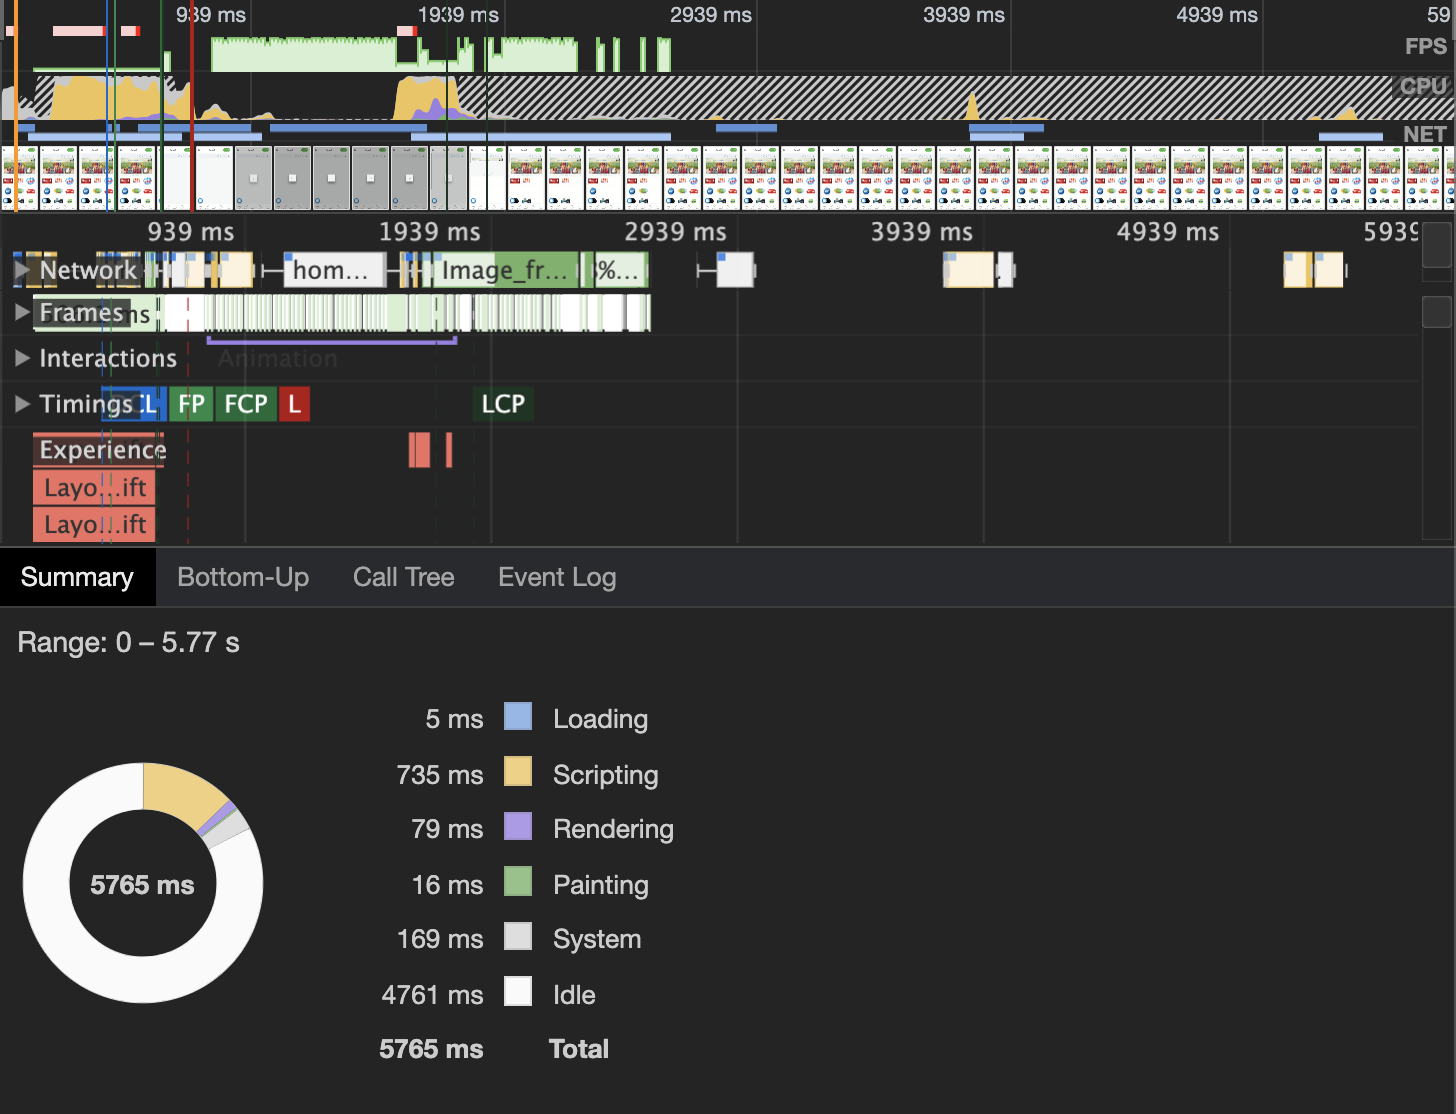 939 ms 1939 ms 2939 ms 3939 ms 4939 ms 59
FPS
CPU
NET
939 ms 1939 ms 2939 ms 3939 ms 4939 ms 5939
Network hom... Image_fr... %...
Frames ms
Interactions Animation
Timings CL FP FCP L LCP
Experience
Layo...ift
Layo...ift
Summary Bottom-Up Call Tree Event Log
Range: 0 – 5.77 s
5 ms Loading
735 ms Scripting
79 ms Rendering
5765 ms
16 ms Painting
169 ms System
4761 ms Idle
5765 ms Total